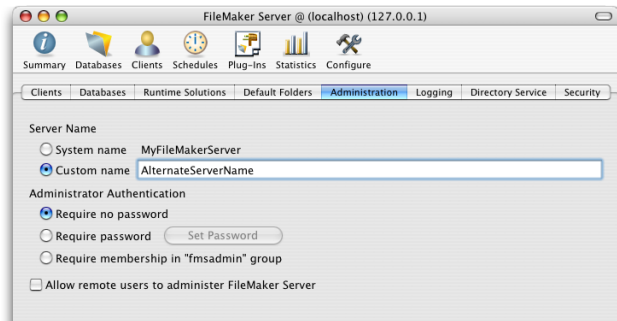 FileMaker Server @ (localhost) (127.0.0.1)
Summary Databases Clients Schedules Plug-Ins Statistics Configure
Clients Databases Runtime Solutions Default Folders Administration Logging Directory Service Security
Server Name
System name MyFileMakerServer
Custom name AlternateServerName
Administrator Authentication
Require no password
Require password Set Password
Require membership in "fmsadmin" group
Allow remote users to administer FileMaker Server